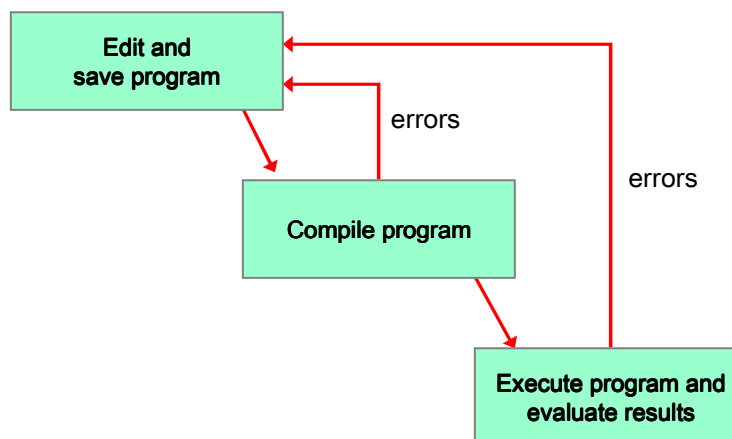 Edit and
save program
errors
errors
Compile program
Execute program and
evaluate results